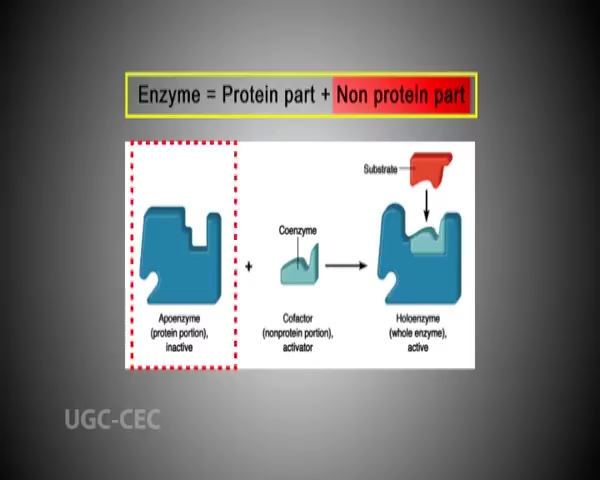 Enzyme = Protein part + Non protein part
Substrate
Coenzyme
+
Apoenzyme
(protein portion),
inactive
Cofactor
(nonprotein portion),
activator
Holoenzyme
(whole enzyme),
active
UGC-CEC